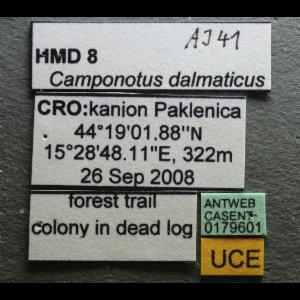 AJ41
HMD 8
Camponotus dalmaticus
CRO:kanion Paklenica
44°19'01,88"N
15°28'48.11"E, 322m
26 Sep 2008
forest trail
colony in dead log
ANTWEB
CASENT-
0179601
UCE